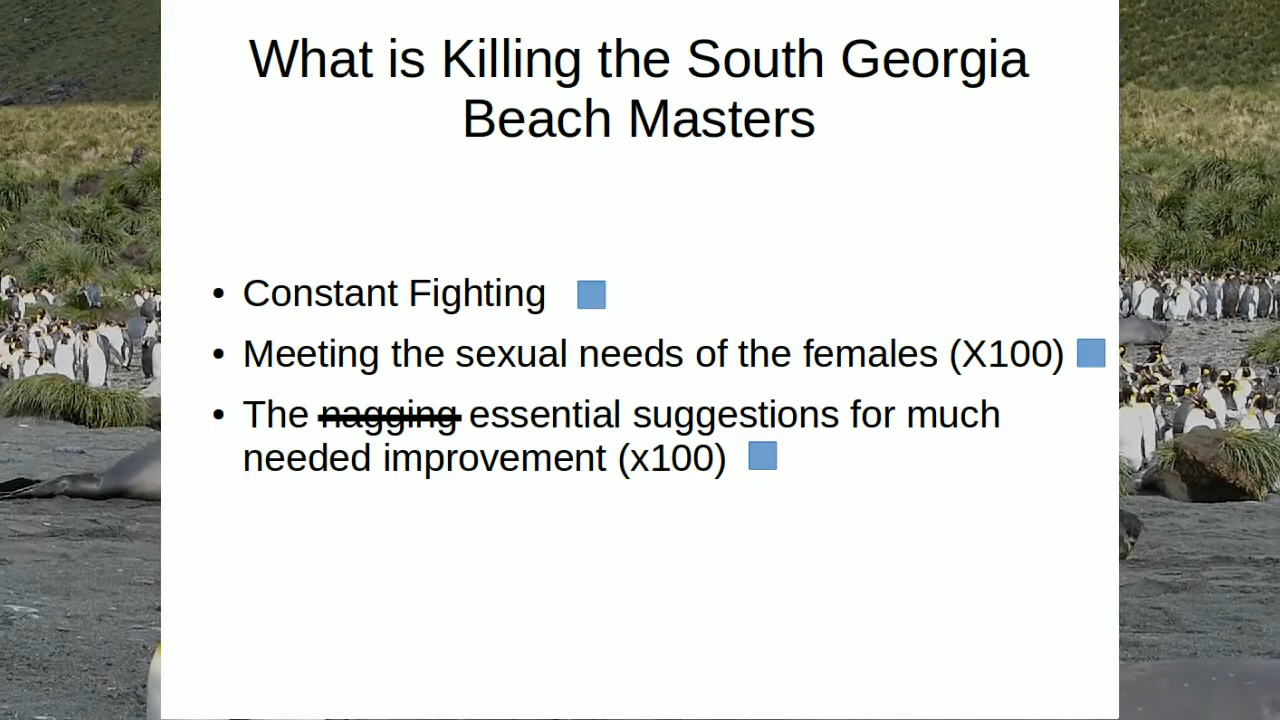 What is Killing the South Georgia
Beach Masters
• Constant Fighting
• Meeting the sexual needs of the females (X100)
• The nagging essential suggestions for much
needed improvement (x100)